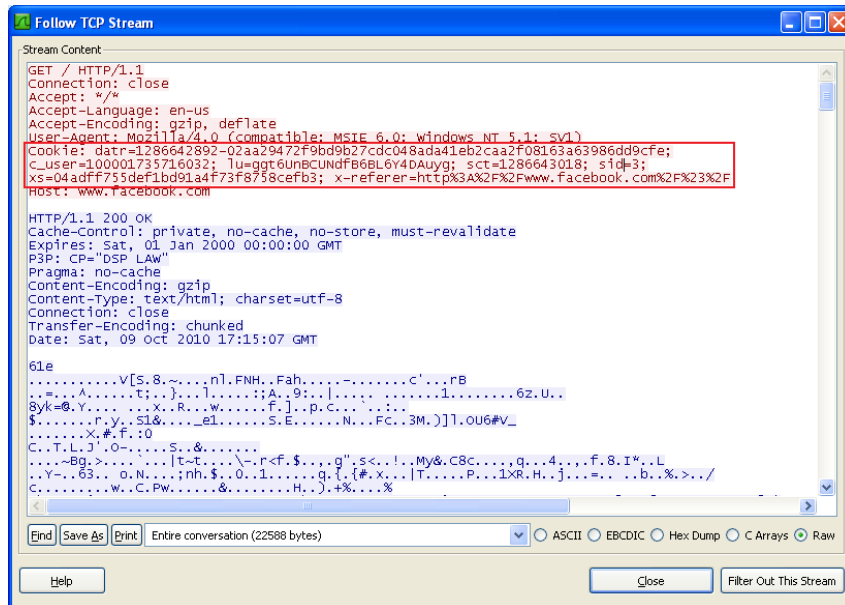 Follow TCP Stream
Stream Content
GET / HTTP/1.1
Connection: close
Accept: */*
Accept-Language: en-us
Accept-Encoding: gzip, deflate
User-Agent: Mozilla/4.0 (compatible; MSIE 6.0; Windows NT 5.1; SV1)
Cookie: datr=1286642892-02aa29472f9bd9b27cdc048ada41eb2caa2f08163a63986dd9cfe;
c_user=100001735716032; lu=ggt6UnBCUNdfB6BL6Y4DAuyg; sct=1286643018; sid=3;
xs=04adff755def1bd91a4f73f8758cefb3; x-referer=http%3A%2F%2Fwww.facebook.com%2F%23%2F
Host: www.facebook.com
HTTP/1.1 200 OK
Cache-Control: private, no-cache, no-store, must-revalidate
Expires: Sat, 01 Jan 2000 00:00:00 GMT
P3P: CP="DSP LAW"
Pragma: no-cache
Content-Encoding: gzip
Content-Type: text/html; charset=utf-8
Connection: close
Transfer-Encoding: chunked
Date: Sat, 09 Oct 2010 17:15:07 GMT
61e
Find Save As Print Entire conversation (22588 bytes) ASCII EBCDIC Hex Dump C Arrays Raw
Help Close Filter Out This Stream